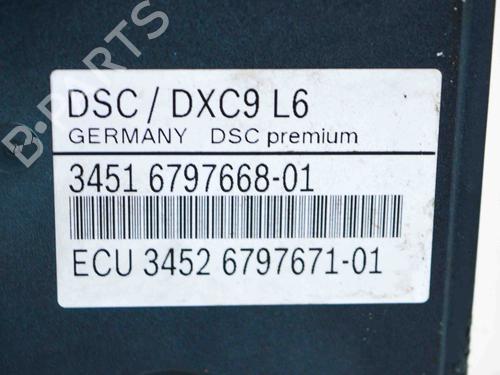 B-PARTS
DSC / DXC9 L6
GERMANY DSC premium
3451 6797668-01
ECU 3452 6797671-01